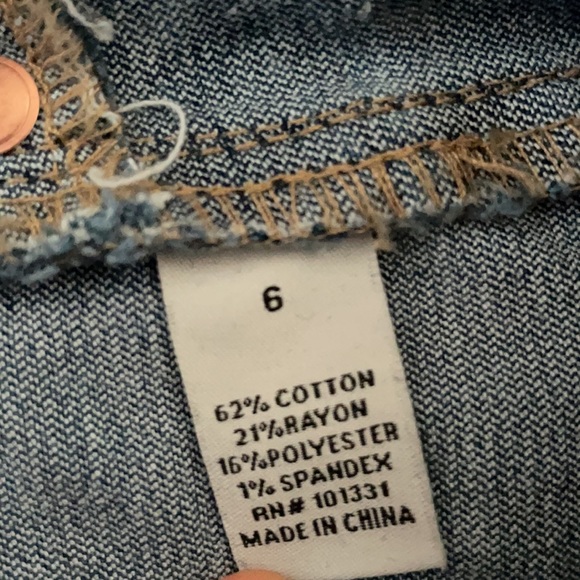 6
62% COTTON
21% RAYON
16% POLYESTER
1% SPANDEX
RN# 101331
MADE IN CHINA